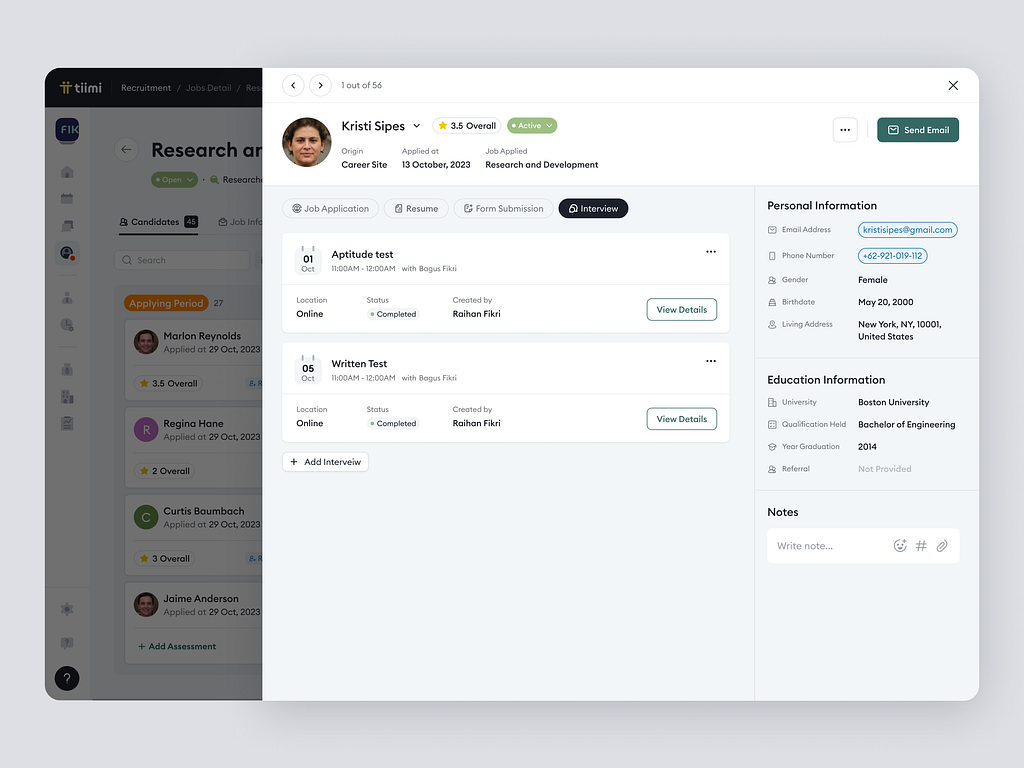 tiimi
Recruitment / Jobs Detail /
FIK
Research
Open
Candidates 45
Job
Search
Applying Period 27
Marlon Reynolds
Applied at 29 Oct, 2023
3.5 Overall
R
Regina Hane
Applied at 29 Oct, 2023
2 Overall
C
Curtis Baumbach
Applied at 29 Oct, 2023
3 Overall
Jaime Anderson
Applied at 29 Oct, 2023
+ Add Assessment
?
1 out of 56
Kristi Sipes
3.5 Overall
Active
Send Email
Origin
Career Site
Applied at
13 October, 2023
Job Applied
Research and Development
Job Application
Resume
Form Submission
Interview
01
Oct
Aptitude test
11:00AM - 12:00AM · with Bagus Fikri
Location
Online
Status
Completed
Created by
Raihan Fikri
View Details
05
Oct
Written Test
11:00AM - 12:00AM · with Bagus Fikri
Location
Online
Status
Completed
Created by
Raihan Fikri
View Details
+ Add Interveiw
Personal Information
Email Address kristisipes@gmail.com
Phone Number +62-921-019-112
Gender Female
Birthdate May 20, 2000
Living Address New York, NY, 10001,
United States
Education Information
University Boston University
Qualification Held Bachelor of Engineering
Year Graduation 2014
Referral Not Provided
Notes
Write note...